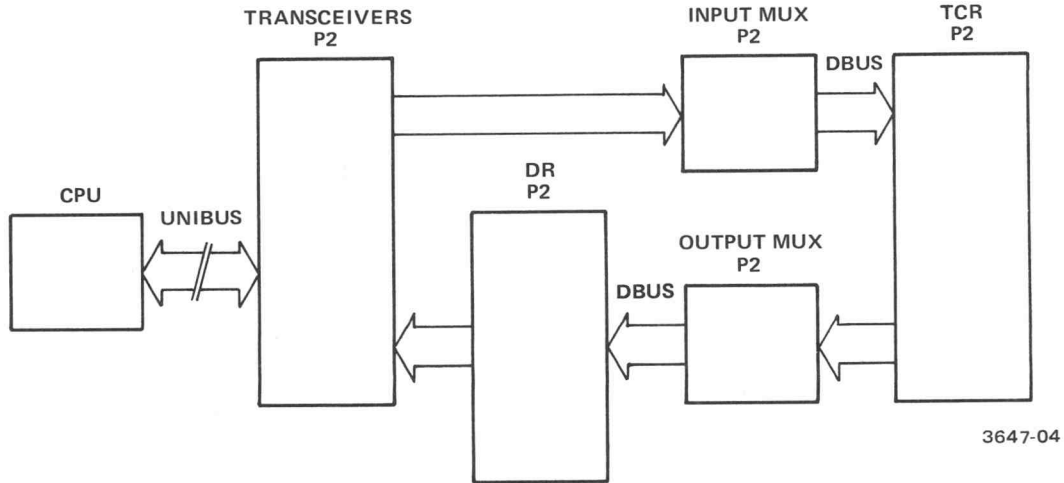 TRANSCEIVERS
P2
INPUT MUX
P2
TCR
P2
DBUS
DR
P2
CPU
UNIBUS
OUTPUT MUX
P2
DBUS
3647-04